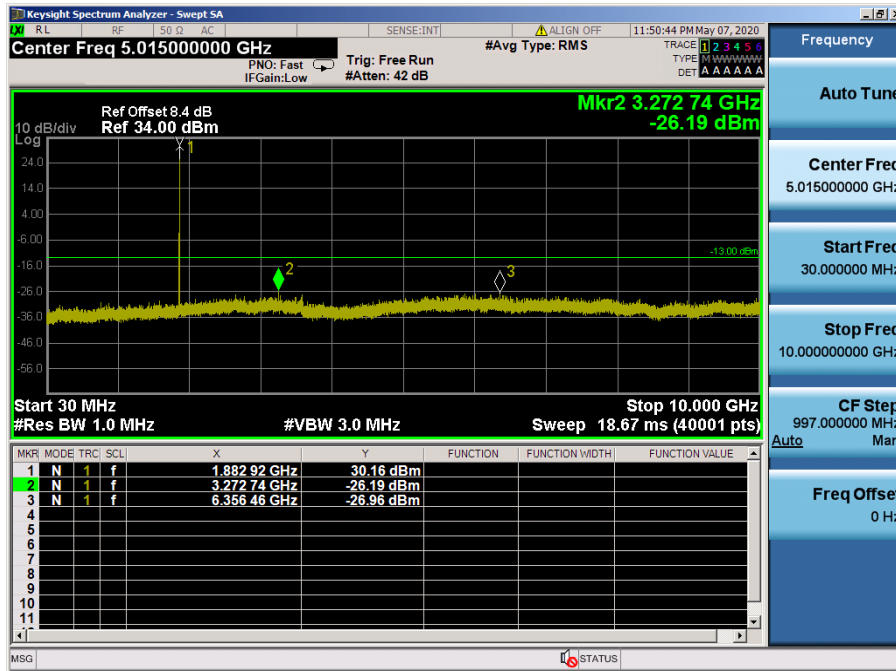 Keysight Spectrum Analyzer - Swept SA
LXI RL RF 50 Ω AC SENSE:INT ALIGN OFF 11:50:44 PM May 07, 2020
Center Freq 5.015000000 GHz
PNO: Fast
IFGain:Low
Trig: Free Run
#Atten: 42 dB
#Avg Type: RMS
TRACE 1 2 3 4 5 6
TYPE M WWWWW
DET A A A A A A
Frequency
Mkr2 3.272 74 GHz
-26.19 dBm
Ref Offset 8.4 dB
10 dB/div Ref 34.00 dBm
Log
1
24.0
14.0
4.00
-6.00
-13.00 dBm
-16.0
2
3
-26.0
-36.0
-46.0
-56.0
Start 30 MHz Stop 10.000 GHz
#Res BW 1.0 MHz #VBW 3.0 MHz Sweep 18.67 ms (40001 pts)
MKR MODE TRC SCL X Y FUNCTION FUNCTION WIDTH FUNCTION VALUE
1 N 1 f 1.882 92 GHz 30.16 dBm
2 N 1 f 3.272 74 GHz -26.19 dBm
3 N 1 f 6.356 46 GHz -26.96 dBm
4
5
6
7
8
9
10
11
Auto Tune
Center Freq
5.015000000 GHz
Start Freq
30.000000 MHz
Stop Freq
10.000000000 GHz
CF Step
997.000000 MHz
Auto Man
Freq Offset
0 Hz
MSG STATUS